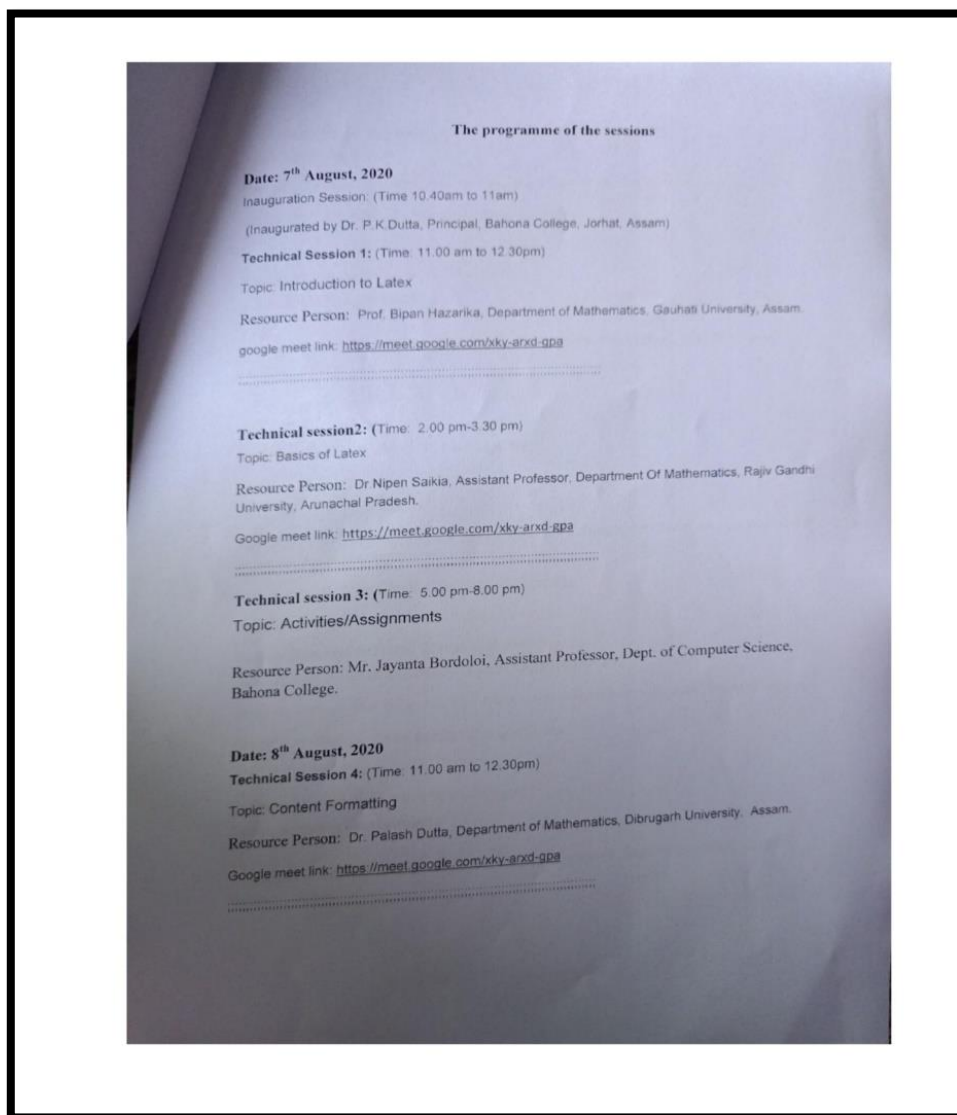 The programme of the sessions
Date: 7th August, 2020
Inauguration Session: (Time 10.40am to 11am)
(Inaugurated by Dr. P.K.Dutta, Principal, Bahona College, Jorhat, Assam)
Technical Session 1: (Time: 11.00 am to 12.30pm)
Topic: Introduction to Latex
Resource Person: Prof. Bipan Hazarika, Department of Mathematics, Gauhati University, Assam.
google meet link: https://meet.google.com/xky-arxd-gpa
Technical session2: (Time: 2.00 pm-3.30 pm)
Topic: Basics of Latex
Resource Person: Dr.Nipen Saikia, Assistant Professor, Department Of Mathematics, Rajiv Gandhi
University, Arunachal Pradesh.
Google meet link: https://meet.google.com/xky-arxd-gpa
Technical session 3: (Time: 5.00 pm-8.00 pm)
Topic: Activities/Assignments
Resource Person: Mr. Jayanta Bordoloi, Assistant Professor, Dept. of Computer Science,
Bahona College.
Date: 8th August, 2020
Technical Session 4: (Time: 11.00 am to 12.30pm)
Topic: Content Formatting
Resource Person: Dr. Palash Dutta, Department of Mathematics, Dibrugarh University, Assam.
Google meet link: https://meet.google.com/xky-arxd-gpa